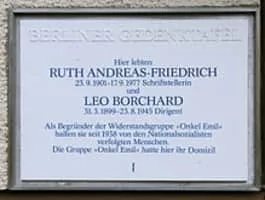 BERLINER GEDENKTAFEL
Hier lebten
RUTH ANDREAS-FRIEDRICH
23.9.1901-17.9.1977 Schriftstellerin
und
LEO BORCHARD
31.3.1899-23.8.1945 Dirigent
Als Begründer der Widerstandsgruppe »Onkel Emil«
halfen sie seit 1938 von den Nationalsozialisten
verfolgten Menschen.
Die Gruppe »Onkel Emil« hatte hier ihr Domizil